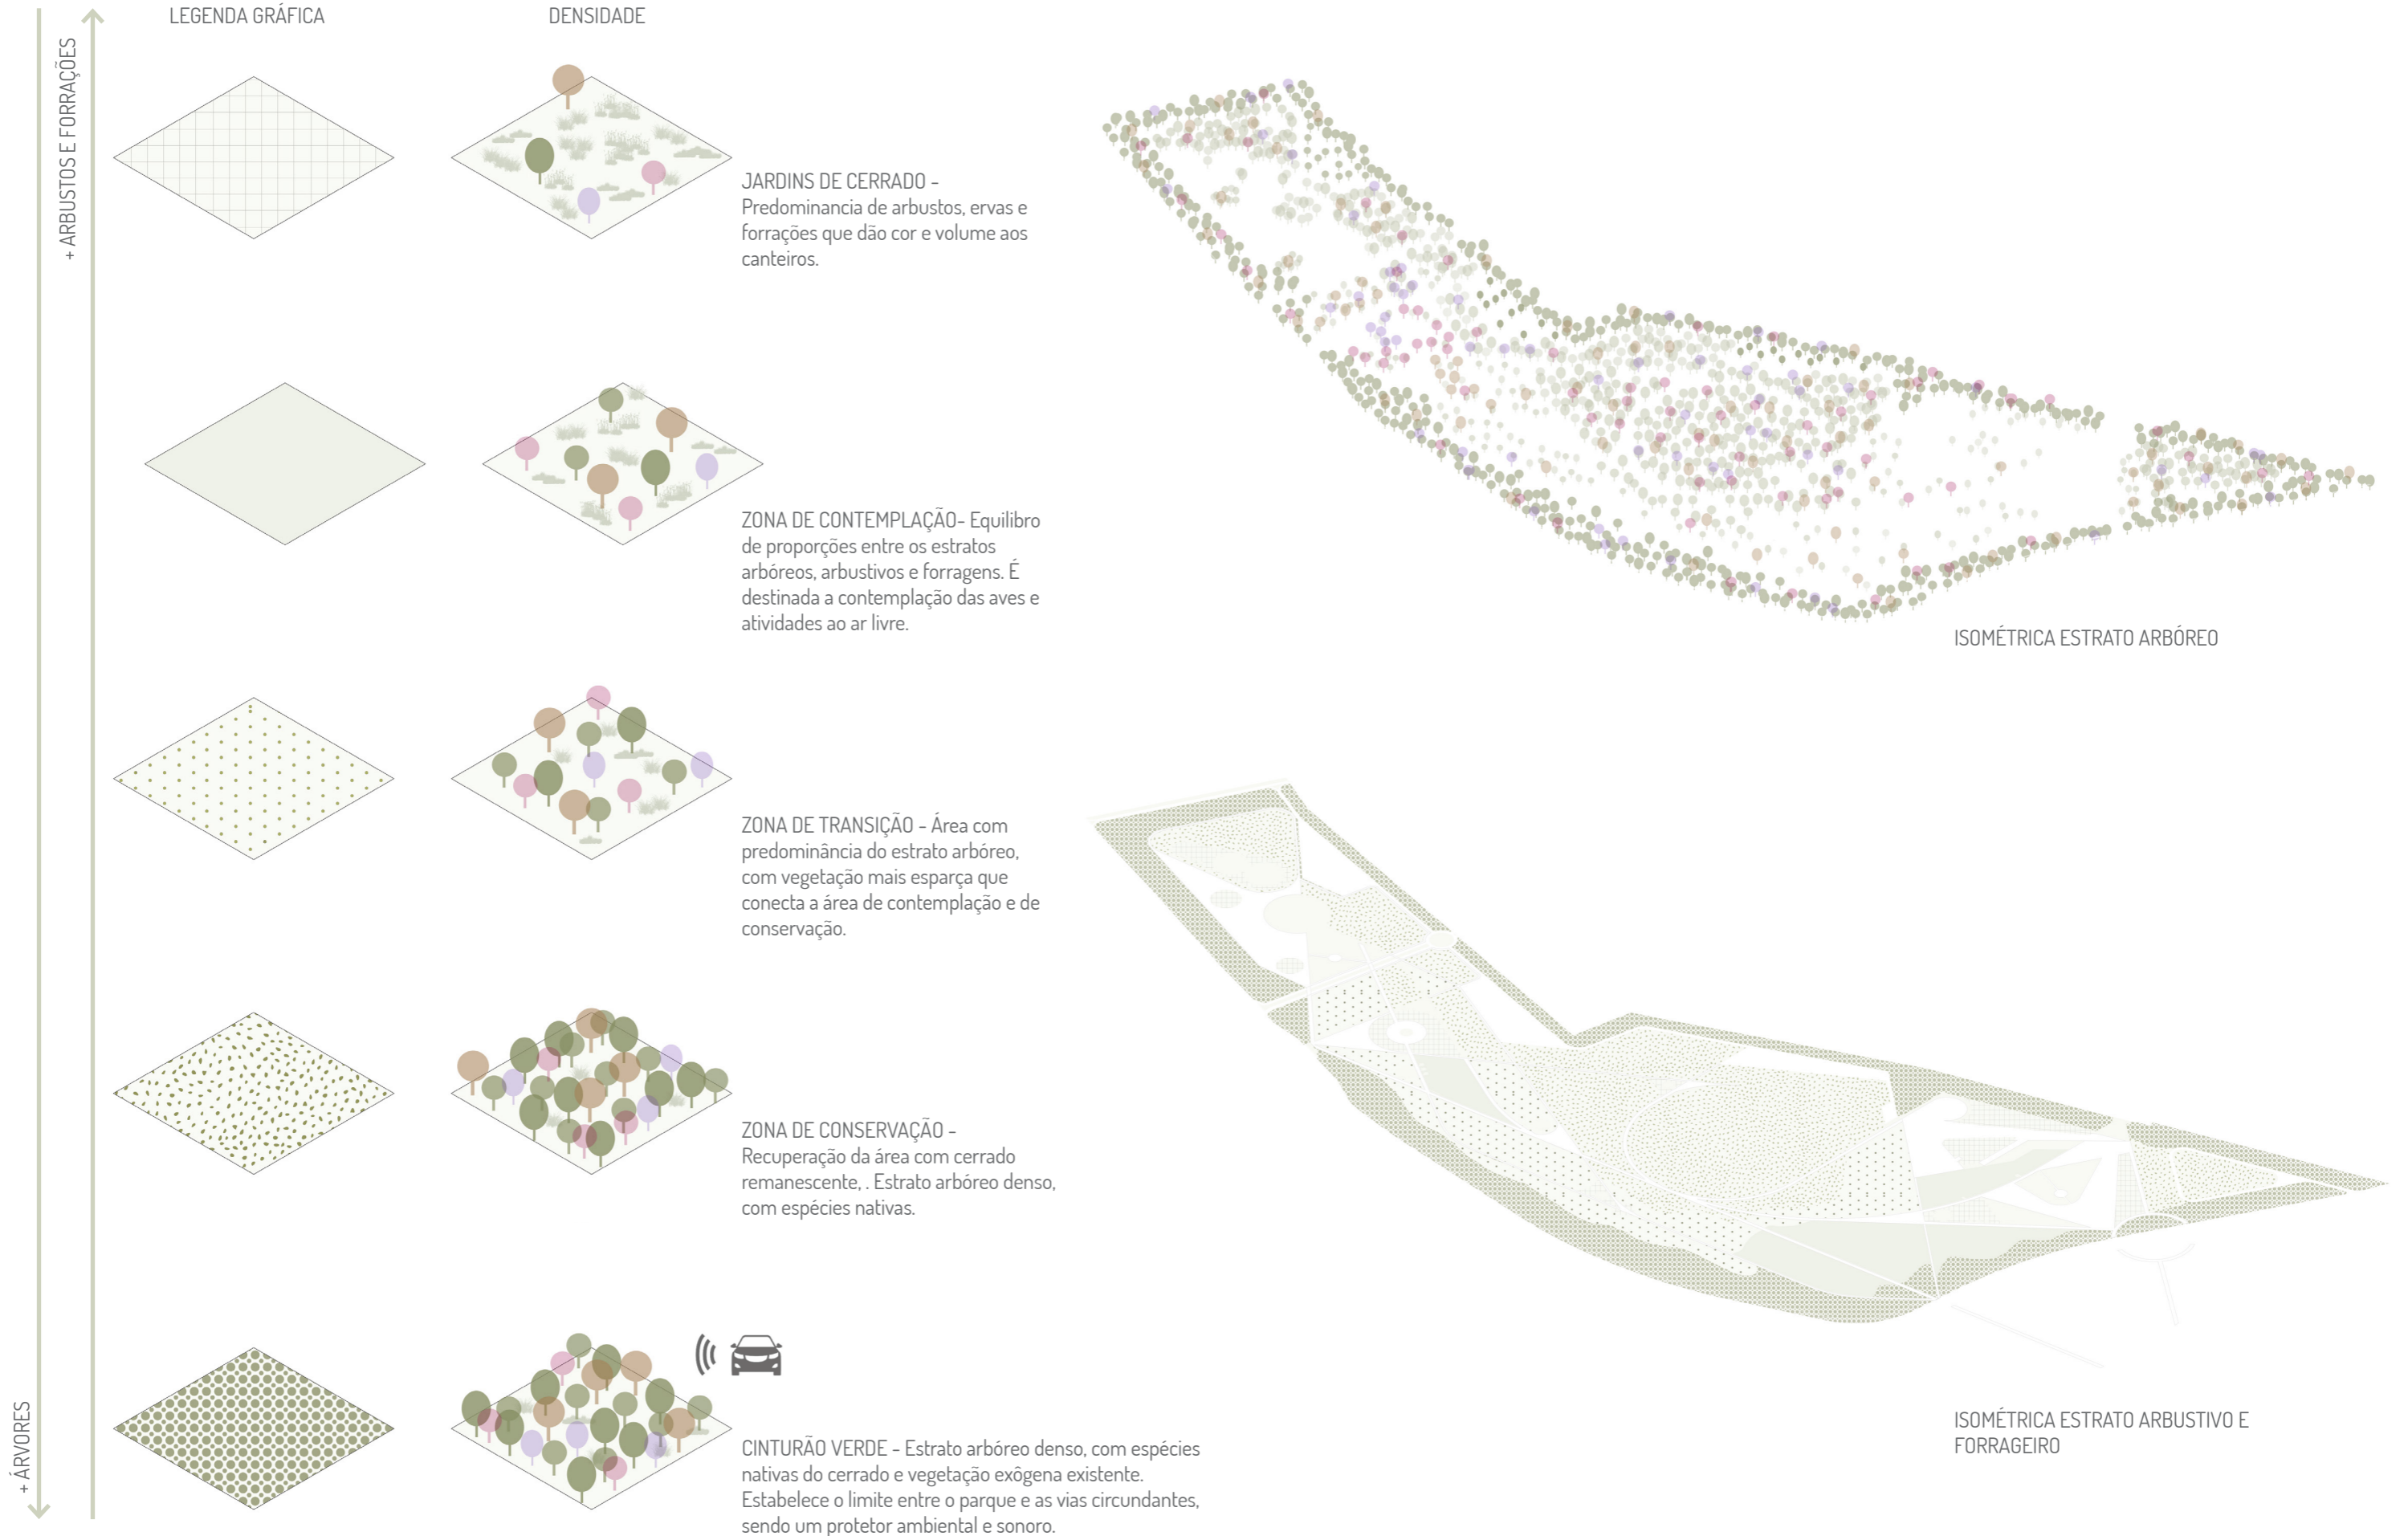 LEGENDA GRÁFICA
DENSIDADE
+ ARBUSTOS E FORRAÇÕES
JARDINS DE CERRADO -
Predominancia de arbustos, ervas e
forrações que dão cor e volume aos
canteiros.
ZONA DE CONTEMPLAÇÃO- Equilibro
de proporções entre os estratos
arbóreos, arbustivos e forragens. É
destinada a contemplação das aves e
atividades ao ar livre.
ISOMÉTRICA ESTRATO ARBÓREO
ZONA DE TRANSIÇÃO - Área com
predominância do estrato arbóreo,
com vegetação mais esparça que
conecta a área de contemplação e de
conservação.
ZONA DE CONSERVAÇÃO -
Recuperação da área com cerrado
remanescente, . Estrato arbóreo denso,
com espécies nativas.
+ ÁRVORES
CINTURÃO VERDE - Estrato arbóreo denso, com espécies
nativas do cerrado e vegetação exôgena existente.
Estabelece o limite entre o parque e as vias circundantes,
sendo um protetor ambiental e sonoro.
ISOMÉTRICA ESTRATO ARBUSTIVO E
FORRAGEIRO